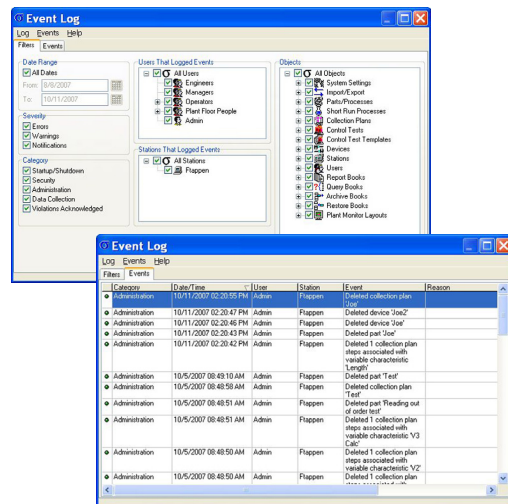 Event Log
Log Events Help
Filters Events
Date Range
All Dates
From: 8/8/2007
To: 10/11/2007
Severity
Errors
Warnings
Notifications
Category
Startup/Shutdown
Security
Administration
Data Collection
Violations Acknowledged
Users That Logged Events
All Users
Engineers
Managers
Operators
Plant Floor People
Admin
Stations That Logged Events
All Stations
Flappen
Objects
All Objects
System Settings
Import/Export
Parts/Processes
Short Run Processes
Collection Plans
Control Tests
Control Test Templates
Devices
Stations
Users
Report Books
Query Books
Archive Books
Restore Books
Plant Monitor Layouts
Event Log
Log Events Help
Filters Events
Category Date/Time User Station Event Reason
Administration 10/11/2007 02:20:55 PM Admin Flappen Deleted collection plan
'Joe'
Administration 10/11/2007 02:20:47 PM Admin Flappen Deleted device 'Joe2'
Administration 10/11/2007 02:20:46 PM Admin Flappen Deleted device 'Joe'
Administration 10/11/2007 02:20:43 PM Admin Flappen Deleted part 'Joe'
Administration 10/11/2007 02:20:42 PM Admin Flappen Deleted 1 collection plan
steps associated with
variable characteristic
'Length'
Administration 10/5/2007 08:49:10 AM Admin Flappen Deleted part 'Test'
Administration 10/5/2007 08:48:58 AM Admin Flappen Deleted collection plan
'Test'
Administration 10/5/2007 08:48:51 AM Admin Flappen Deleted part 'Reading out
of order test'
Administration 10/5/2007 08:48:51 AM Admin Flappen Deleted 1 collection plan
steps associated with
variable characteristic 'V3
Calc'
Administration 10/5/2007 08:48:50 AM Admin Flappen Deleted 1 collection plan
steps associated with
variable characteristic 'V2'
Administration 10/5/2007 08:48:50 AM Admin Flappen Deleted 1 collection plan